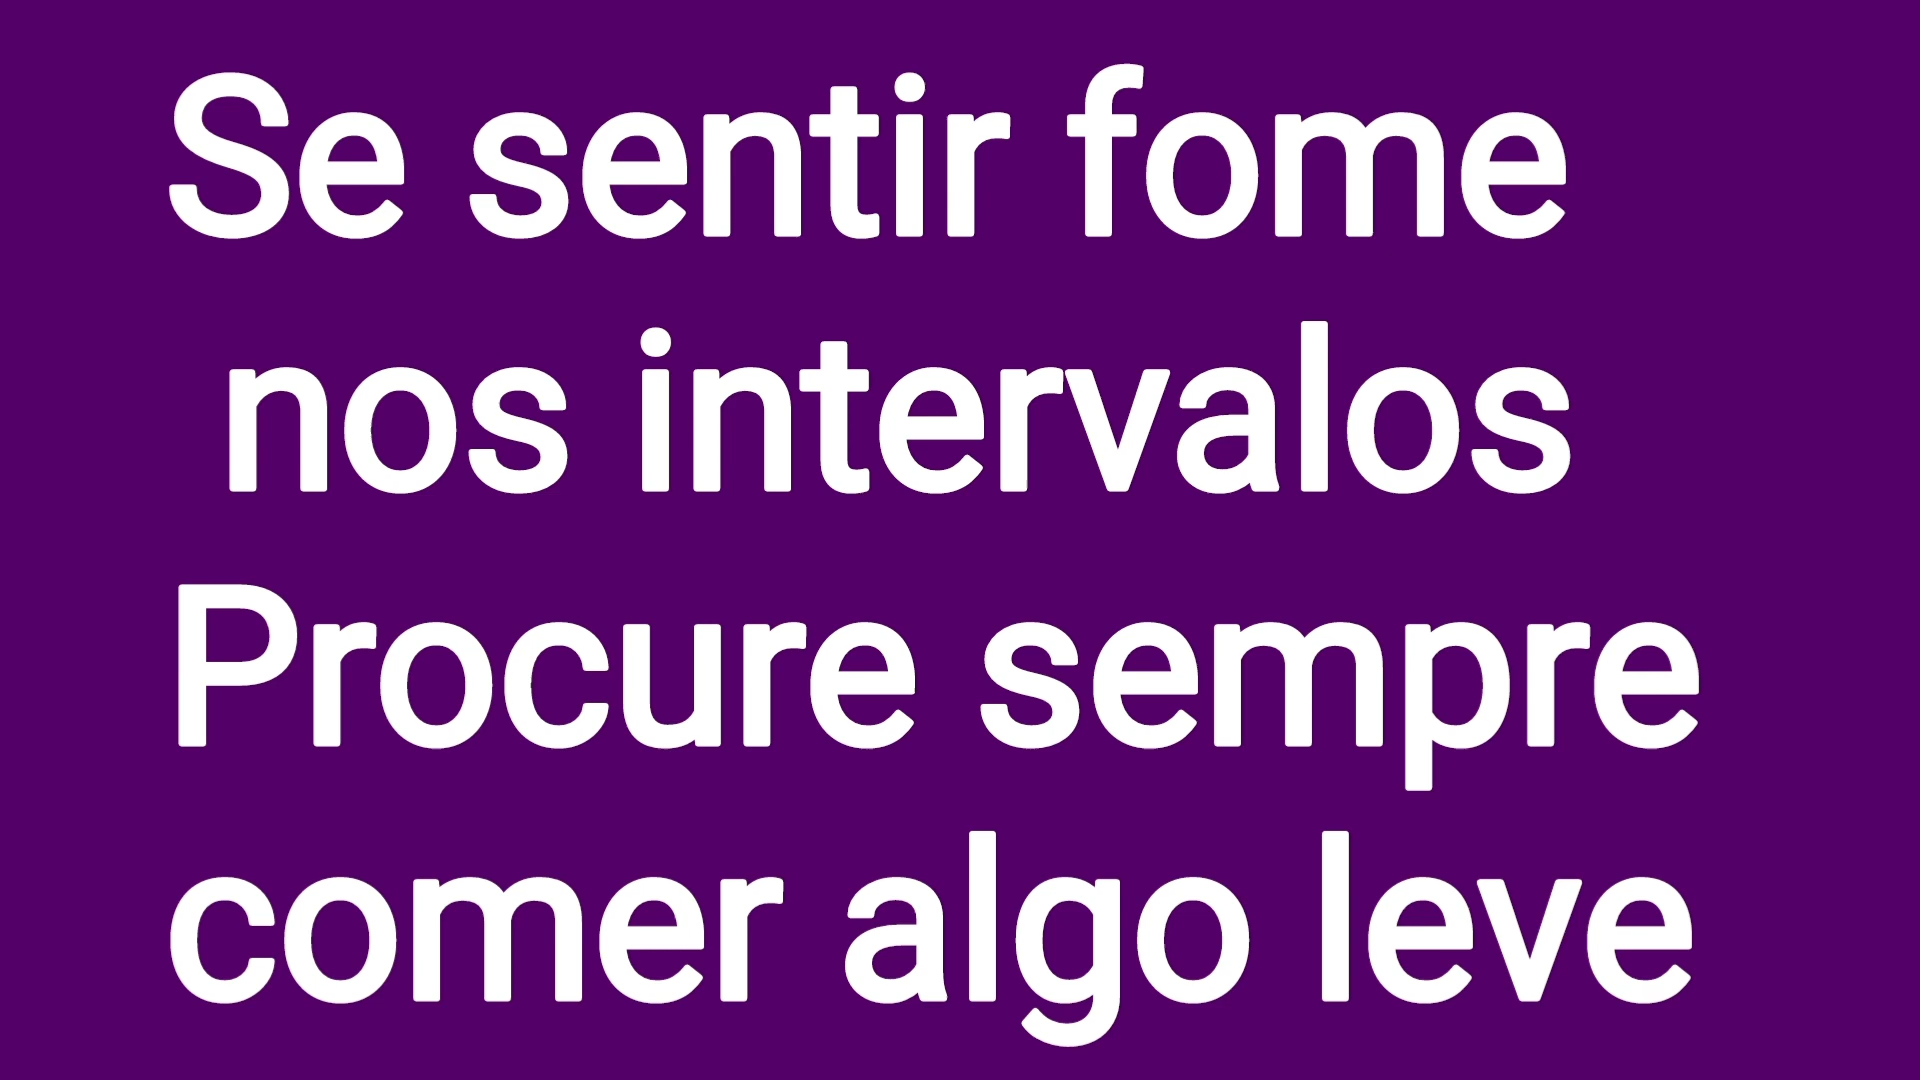 Se sentir fome
nos intervalos
Procure sempre
comer algo leve